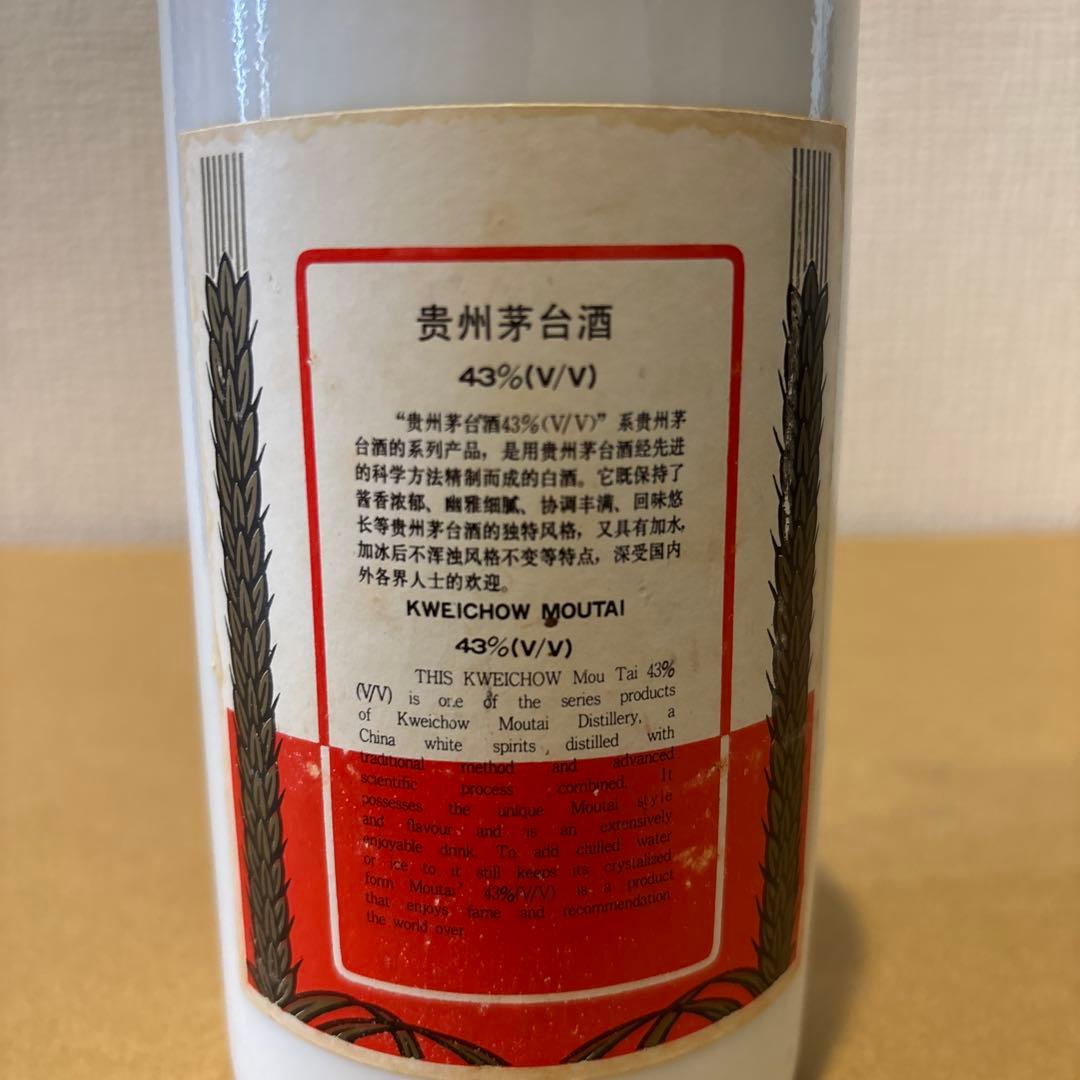 贵州茅台酒
43%(V/V)
“贵州茅台酒43%(V/V)”系贵州茅
台酒的系列产品，是用贵州茅台酒经先进
的科学方法精制而成的白酒。它既保持了
酱香浓郁、幽雅细腻、协调丰满、回味悠
长等贵州茅台酒的独特风格，又具有加水，
加冰后不浑浊风格不变等特点，深受国内
外各界人士的欢迎。
KWEICHOW MOUTAI
43%(V/V)
THIS KWEICHOW Mou Tai 43%
(V/V) is one of the series products
of Kweichow Moutai Distillery, a
China white spirits distilled with
traditional method and advanced
scientific process combined. It
possesses the unique Moutai style
and flavour and is an extensively
enjoyable drink. To add chilled water
or ice to it still keeps its crystalized
form Moutai 43%(V/V) is a product
that enjoys fame and recommendation
the world over